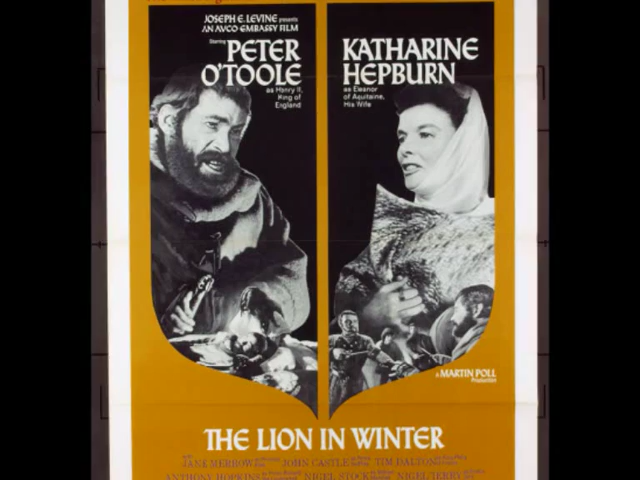 JOSEPH E. LEVINE presents
AN AVCO EMBASSY FILM
Starring
PETER
O'TOOLE
as Henry II,
King of
England
KATHARINE
HEPBURN
as Eleanor
of Aquitaine,
His Wife
A MARTIN POLL
Production
THE LION IN WINTER
with
JANE MERROW JOHN CASTLE TIM DALTON
ANTHONY HOPKINS NIGEL STOCK NIGEL TERRY